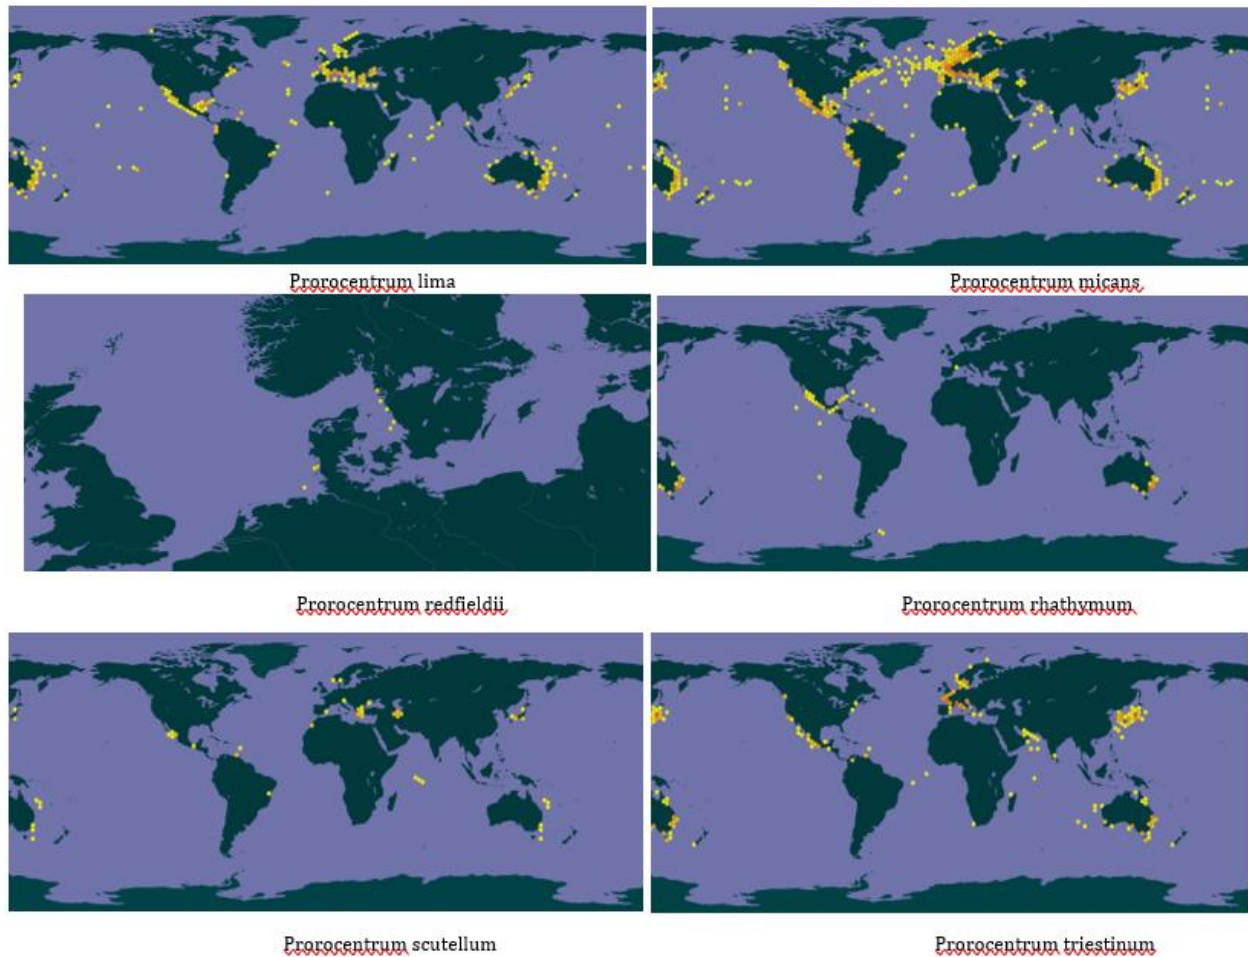 Prorocentrum lima
Prorocentrum micans
Prorocentrum redfieldii
Prorocentrum rhathymum
Prorocentrum scutellum
Prorocentrum triestinum